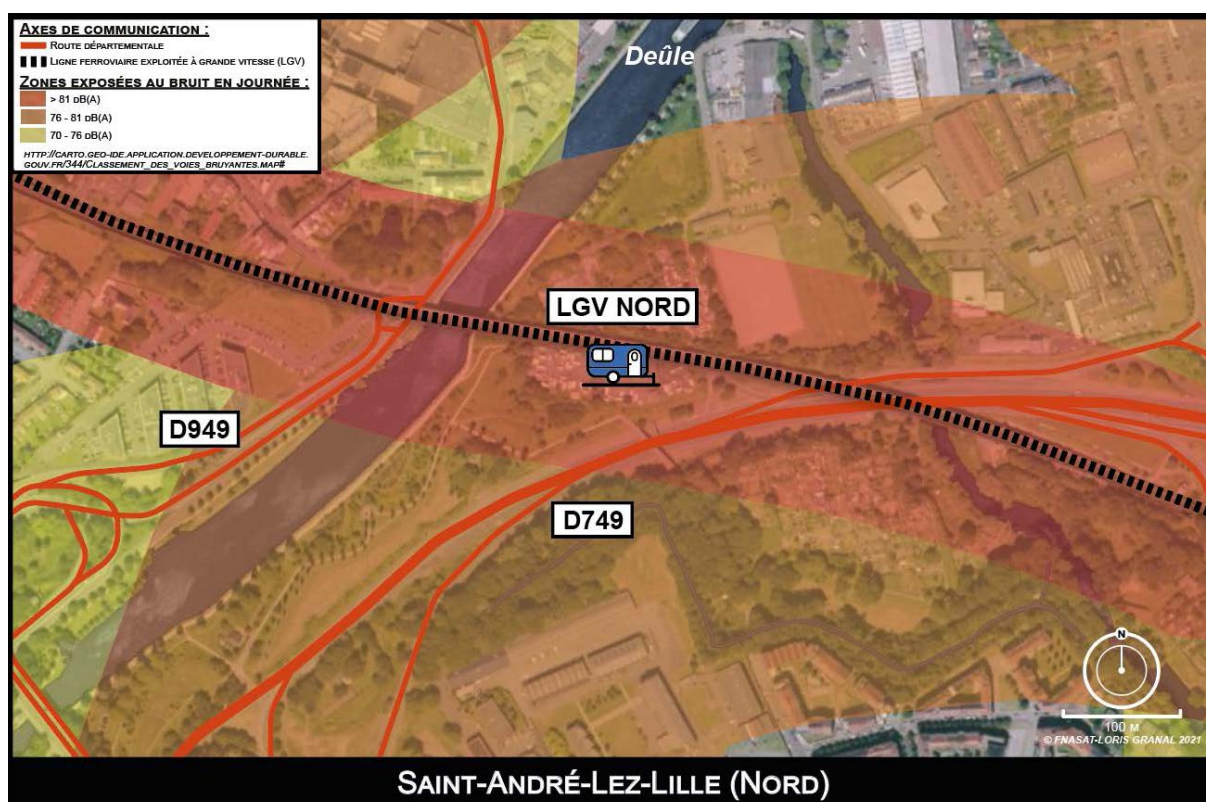 Axes de communication :
Route départementale
Ligne ferroviaire exploitée à grande vitesse (LGV)
Zones exposées au bruit en journée :
> 81 dB(A)
76 - 81 dB(A)
70 - 76 dB(A)
http://carto.geo-ide.application.developpement-durable.
gouv.fr/344/Classement_des_voies_bruyantes.map#
Deûle
LGV NORD
D949
D749
N
100 m
© FNASAT-Loris Granal 2021
Saint-André-Lez-Lille (Nord)